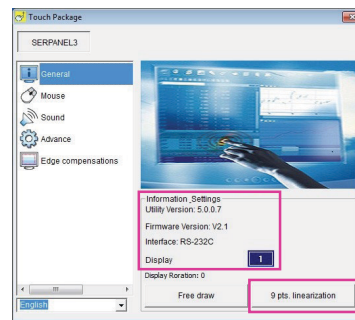 Touch Package
SERPANEL3
General
Mouse
Sound
Advance
Edge compensations
English
Information_Settings
Utility Version: 5.0.0.7
Firmware Version: V2.1
Interface: RS-232C
Display
1
Display Roration: 0
Free draw
9 pts. linearization